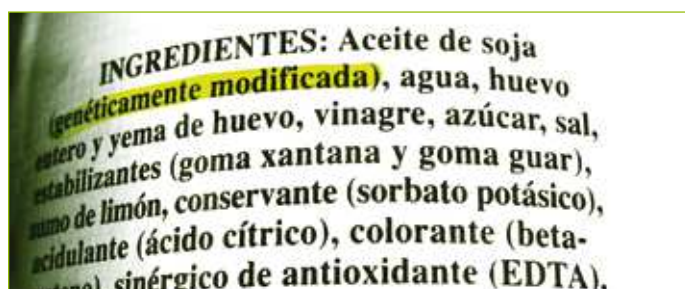 INGREDIENTES: Aceite de soja
(genéticamente modificada), agua, huevo
entero y yema de huevo, vinagre, azúcar, sal,
estabilizantes (goma xantana y goma guar),
zumo de limón, conservante (sorbato potásico),
acidulante (ácido cítrico), colorante (beta-
sinérgico de antioxidante (EDTA),